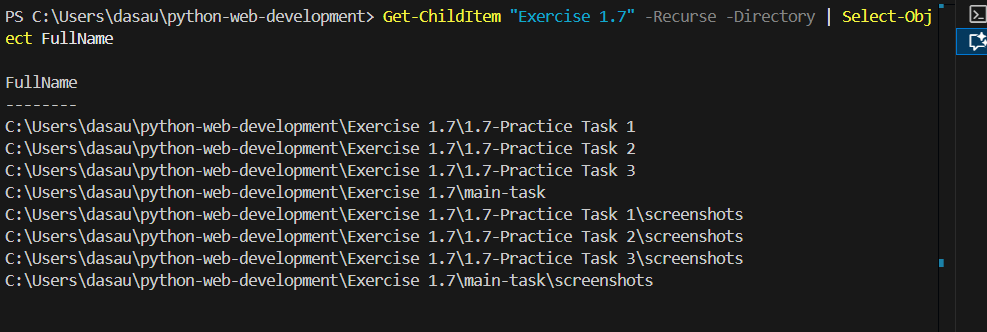 PS C:\Users\dasau\python-web-development> Get-ChildItem "Exercise 1.7" -Recurse -Directory | Select-Obj
ect FullName
FullName
--------
C:\Users\dasau\python-web-development\Exercise 1.7\1.7-Practice Task 1
C:\Users\dasau\python-web-development\Exercise 1.7\1.7-Practice Task 2
C:\Users\dasau\python-web-development\Exercise 1.7\1.7-Practice Task 3
C:\Users\dasau\python-web-development\Exercise 1.7\main-task
C:\Users\dasau\python-web-development\Exercise 1.7\1.7-Practice Task 1\screenshots
C:\Users\dasau\python-web-development\Exercise 1.7\1.7-Practice Task 2\screenshots
C:\Users\dasau\python-web-development\Exercise 1.7\1.7-Practice Task 3\screenshots
C:\Users\dasau\python-web-development\Exercise 1.7\main-task\screenshots